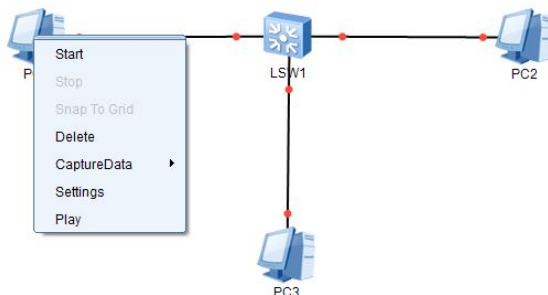 Start
LSW1
PC2
Stop
Snap To Grid
Delete
CaptureData
Settings
Play
PC3